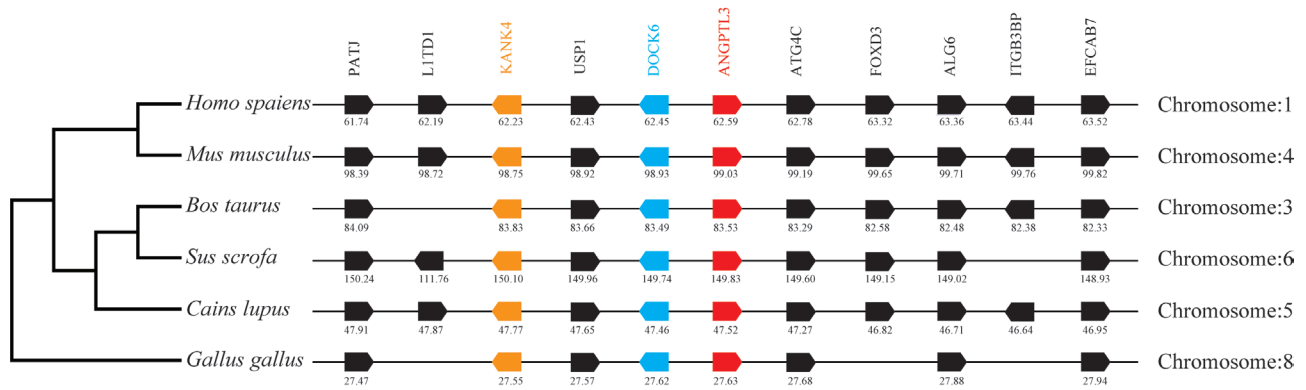 PATJ L1TD1 KANK4 USP1 DOCK6 ANGPTL3 ATG4C FOXD3 ALG6 ITGB3BP EFCAB7
Homo spaiens Chromosome:1
61.74 62.19 62.23 62.43 62.45 62.59 62.78 63.32 63.36 63.44 63.52
Mus musculus Chromosome:4
98.39 98.72 98.75 98.92 98.93 99.03 99.19 99.65 99.71 99.76 99.82
Bos taurus Chromosome:3
84.09 83.83 83.66 83.49 83.53 83.29 82.58 82.48 82.38 82.33
Sus scrofa Chromosome:6
150.24 111.76 150.10 149.96 149.74 149.83 149.60 149.15 149.02 148.93
Cains lupus Chromosome:5
47.91 47.87 47.77 47.65 47.46 47.52 47.27 46.82 46.71 46.64 46.95
Gallus gallus Chromosome:8
27.47 27.55 27.57 27.62 27.63 27.68 27.88 27.94